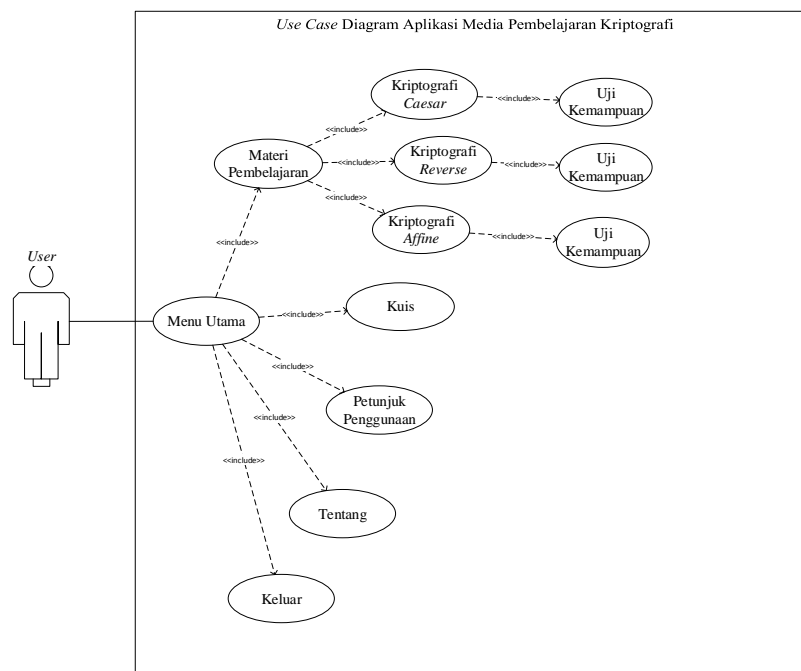 Use Case Diagram Aplikasi Media Pembelajaran Kriptografi
Kriptografi
Caesar
<<include>>
Uji
Kemampuan
<<include>>
Materi
Pembelajaran
<<include>>
Kriptografi
Reverse
<<include>>
Uji
Kemampuan
<<include>>
Kriptografi
Affine
<<include>>
Uji
Kemampuan
<<include>>
User
Menu Utama
<<include>>
Kuis
<<include>>
Petunjuk
Penggunaan
<<include>>
Tentang
<<include>>
Keluar